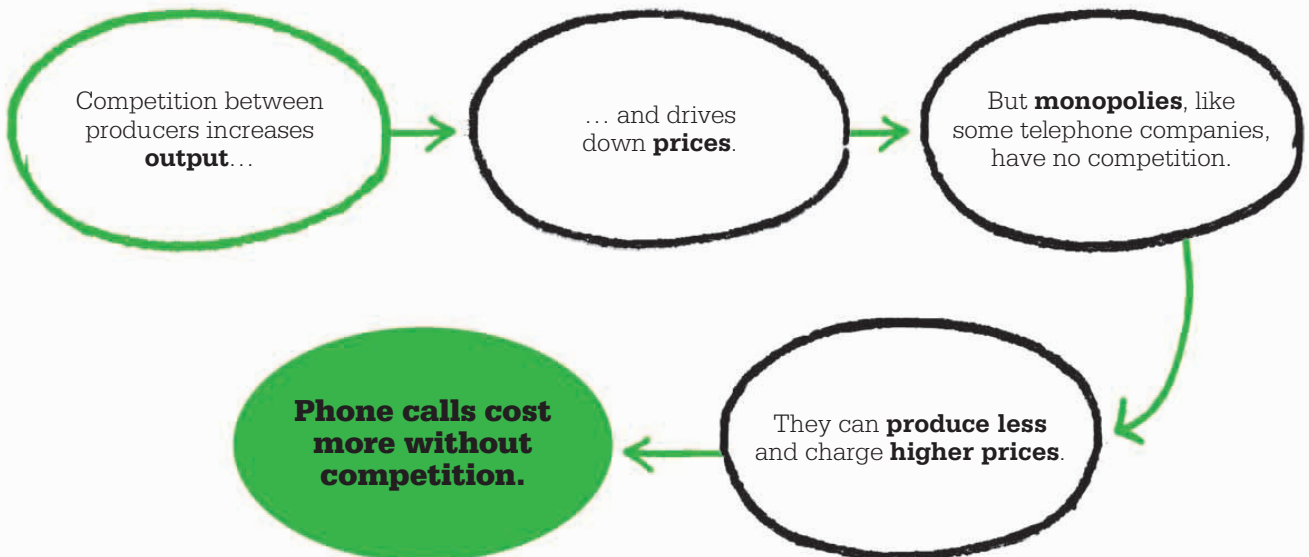 Competition between
producers increases
output…
… and drives
down prices.
But monopolies, like
some telephone companies,
have no competition.
They can produce less
and charge higher prices.
Phone calls cost
more without
competition.